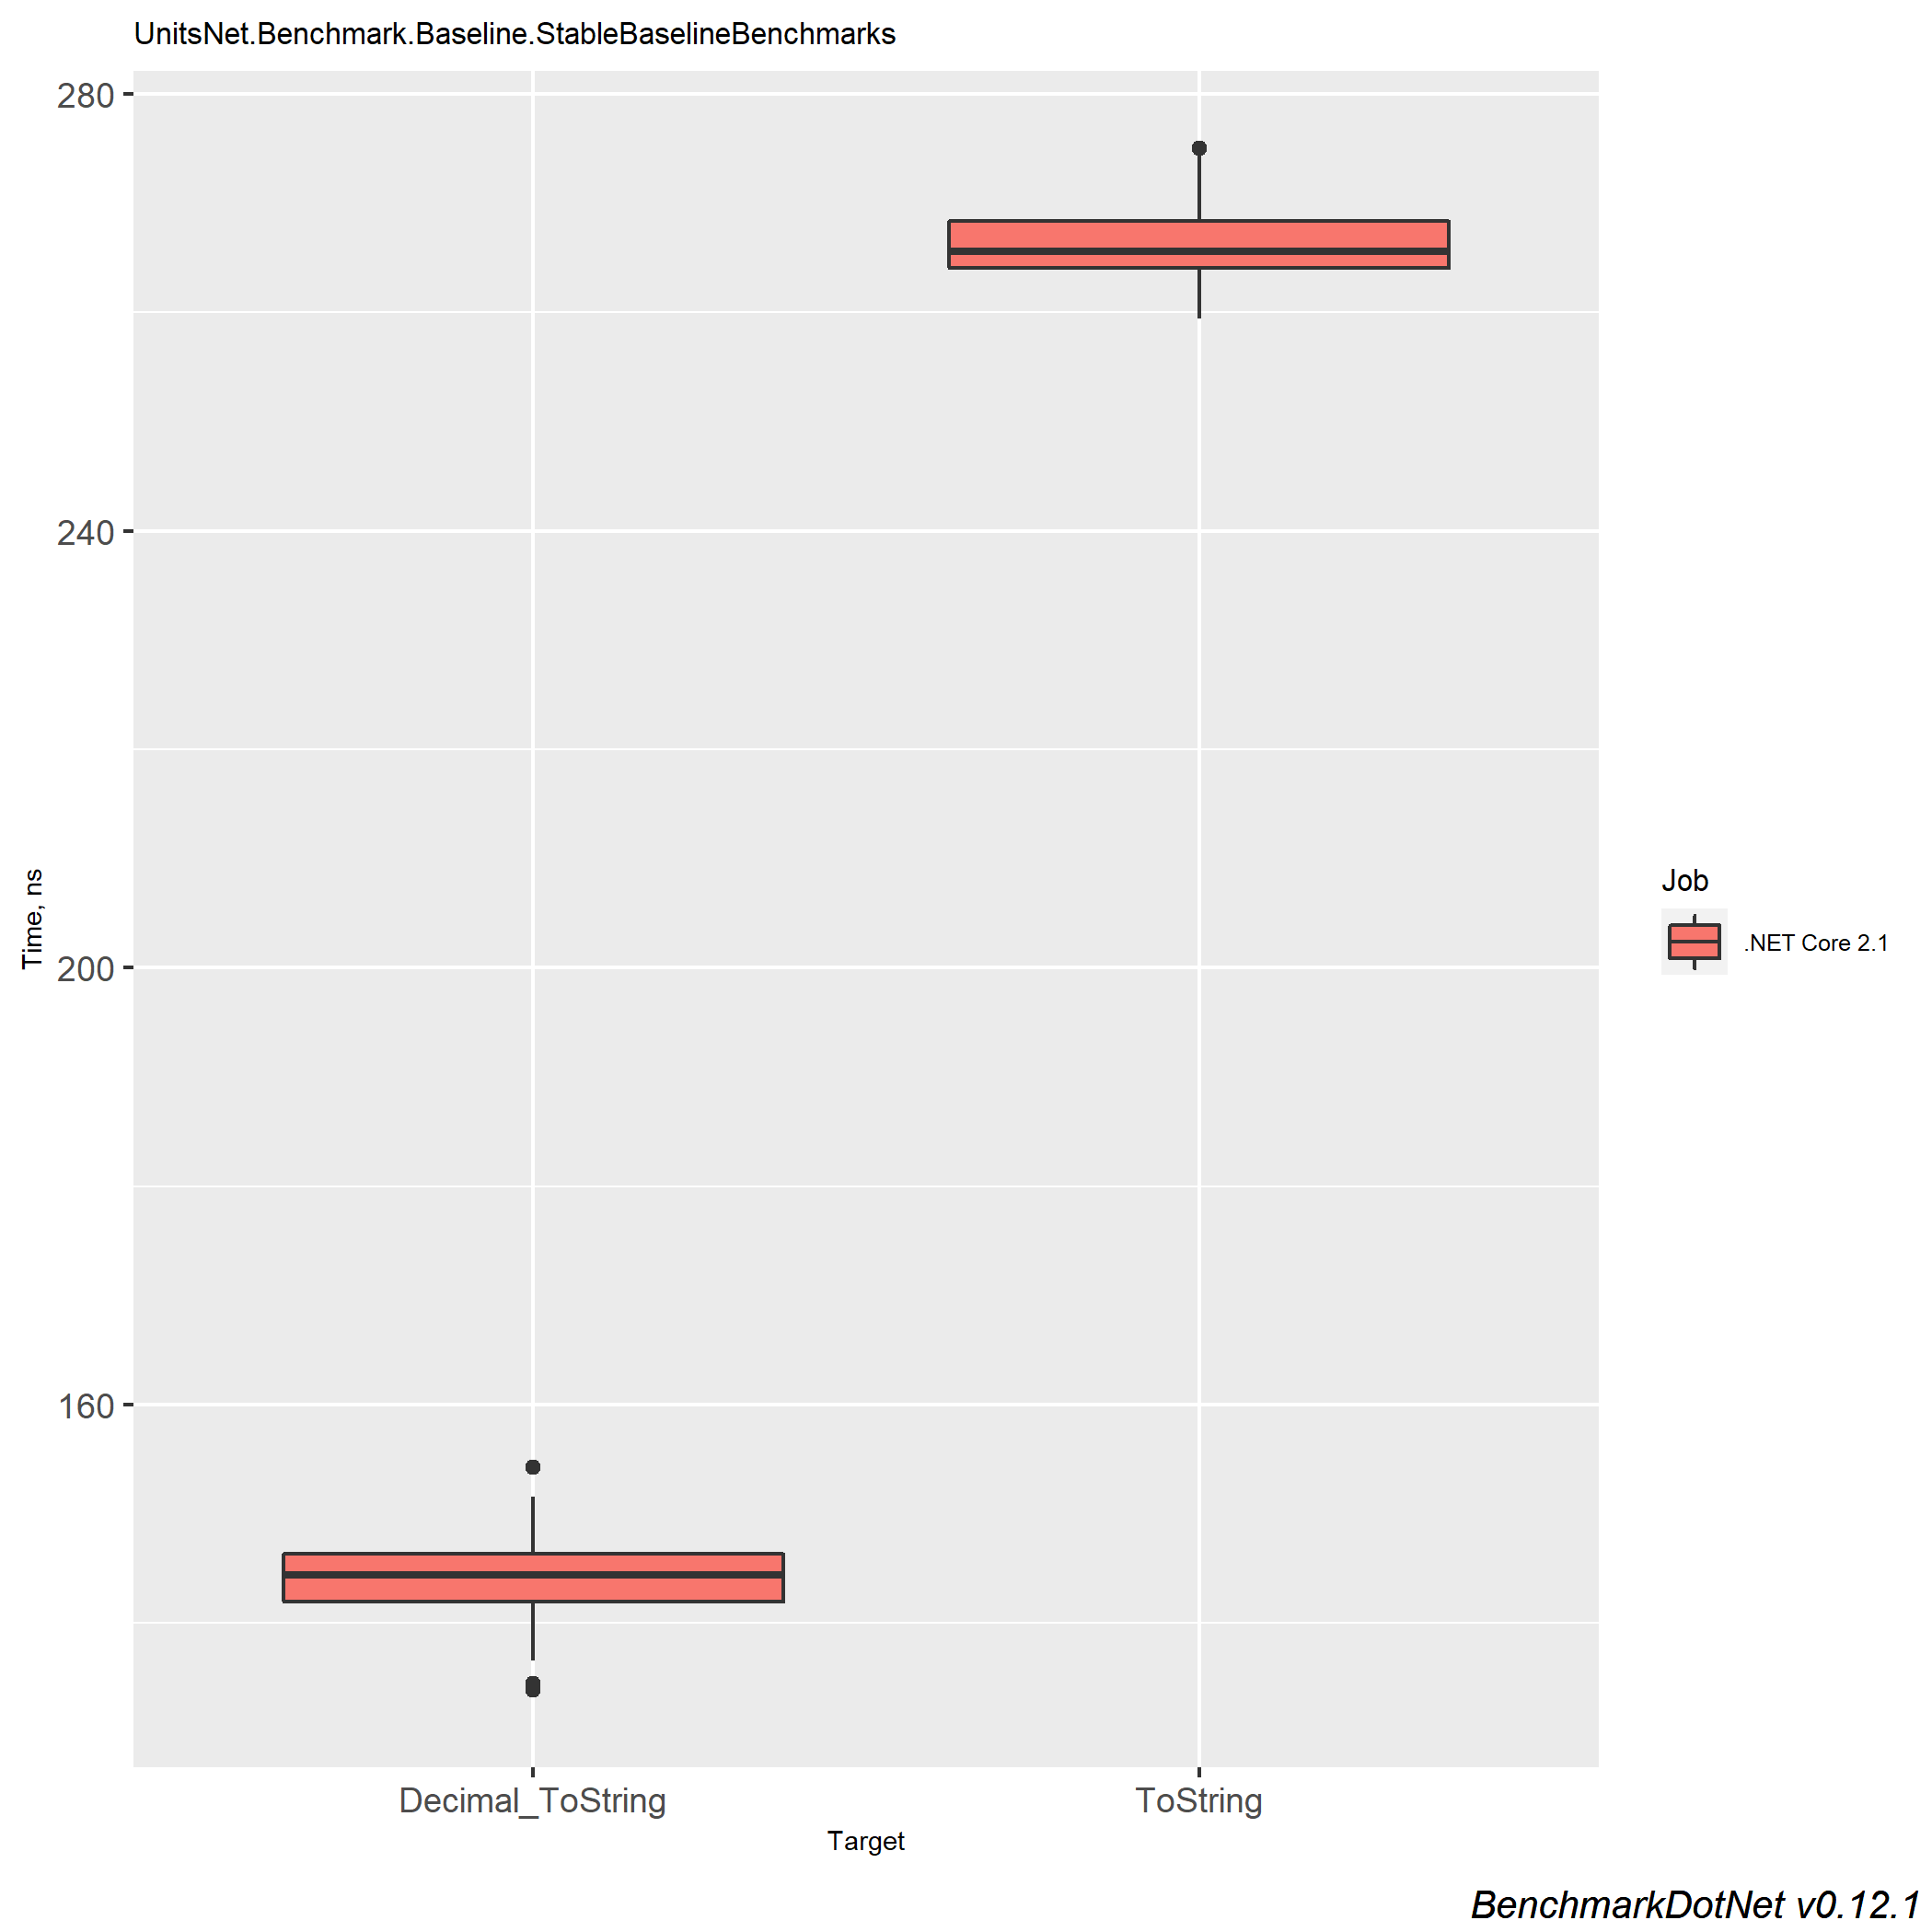 UnitsNet.Benchmark.Baseline.StableBaselineBenchmarks
280
240
200
160
Time, ns
Decimal_ToString
ToString
Target
Job
.NET Core 2.1
BenchmarkDotNet v0.12.1